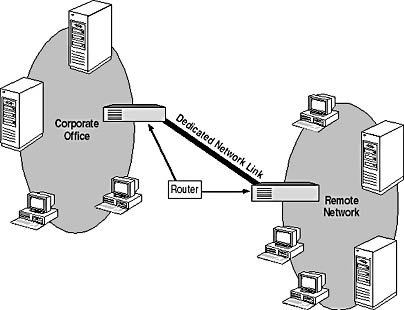 Corporate
Office
Dedicated Network Link
Router
Remote
Network